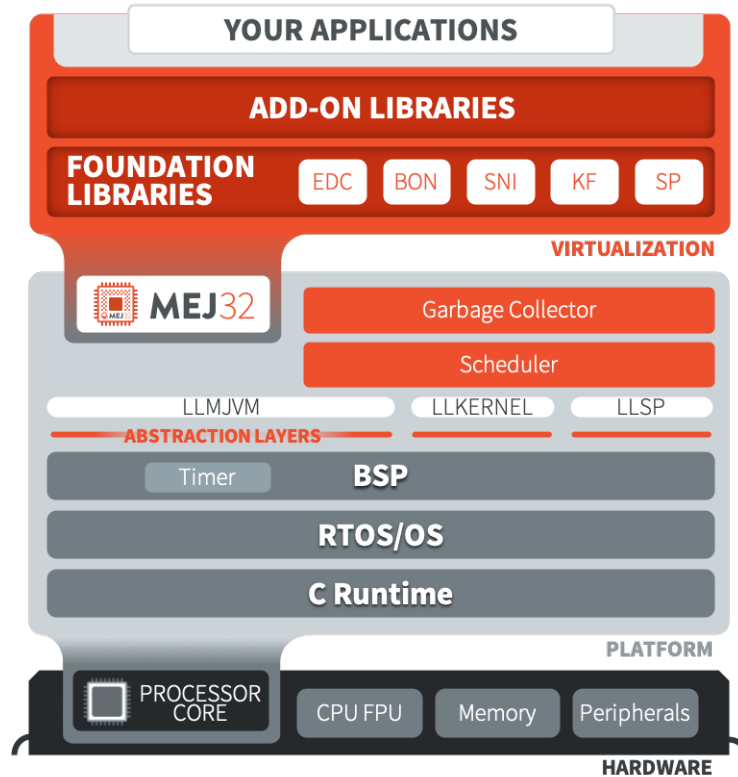 YOUR APPLICATIONS
ADD-ON LIBRARIES
FOUNDATION
LIBRARIES
EDC BON SNI KF SP
VIRTUALIZATION
MEJ32
MEJ32
Garbage Collector
Scheduler
LLMJVM LLKERNEL LLSP
ABSTRACTION LAYERS
Timer BSP
RTOS/OS
C Runtime
PLATFORM
PROCESSOR
CORE
CPU FPU Memory Peripherals
HARDWARE